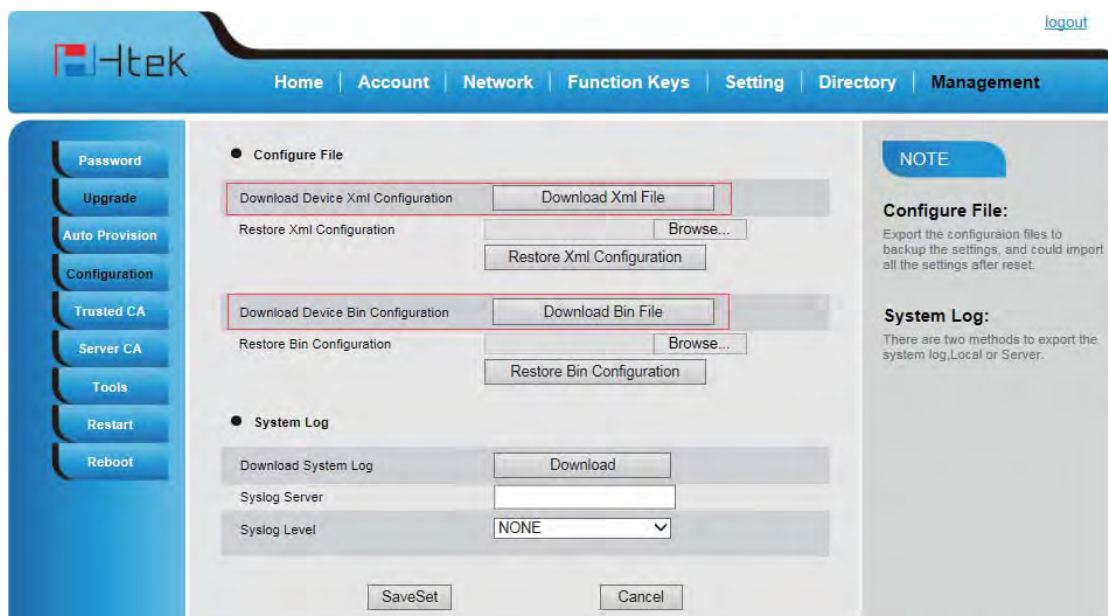 logout
Htek
Home | Account | Network | Function Keys | Setting | Directory | Management
Password
Upgrade
Auto Provision
Configuration
Trusted CA
Server CA
Tools
Restart
Reboot
Configure File
Download Device Xml Configuration Download Xml File
Restore Xml Configuration Browse...
Restore Xml Configuration
Download Device Bin Configuration Download Bin File
Restore Bin Configuration Browse...
Restore Bin Configuration
System Log
Download System Log Download
Syslog Server
Syslog Level NONE
SaveSet Cancel
NOTE
Configure File:
Export the configuraion files to
backup the settings, and could import
all the settings after reset.
System Log:
There are two methods to export the
system log,Local or Server.